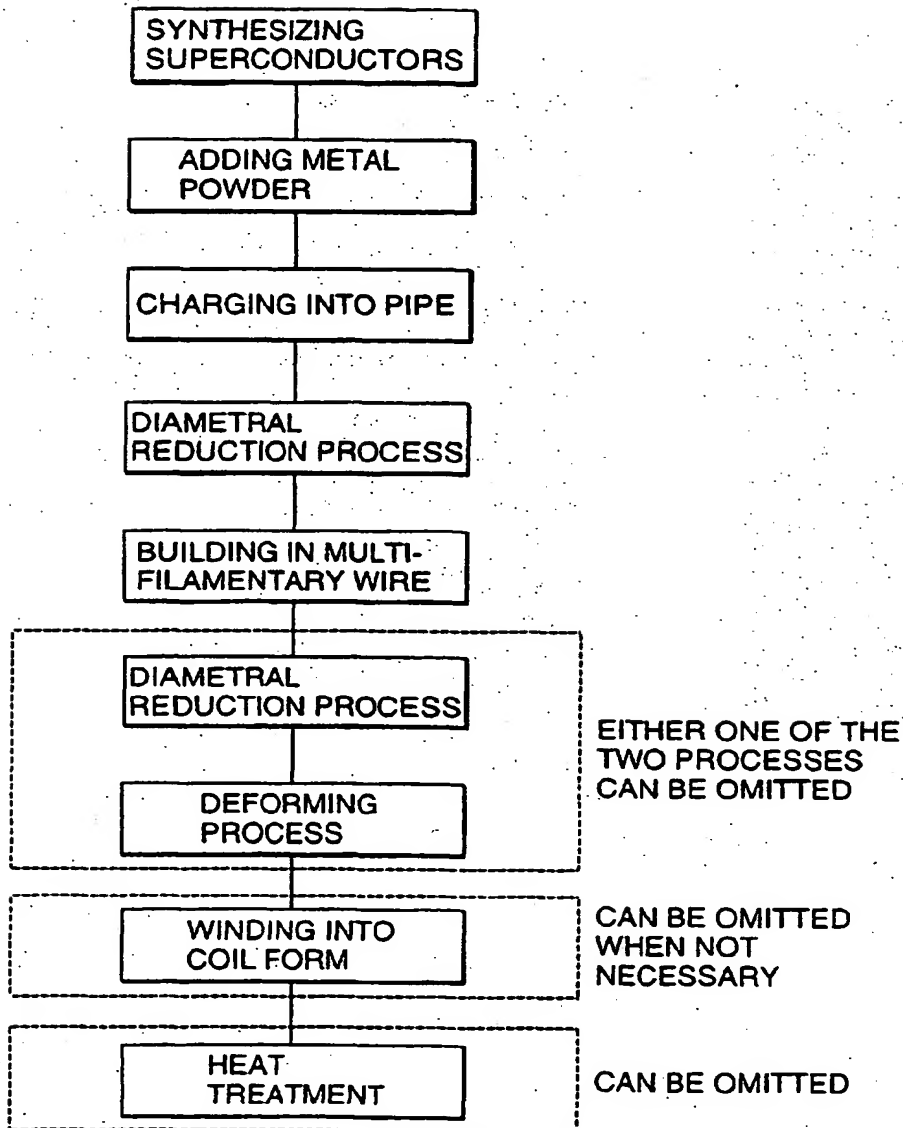 SYNTHESIZING
SUPERCONDUCTORS
ADDING METAL
POWDER
CHARGING INTO PIPE
DIAMETRAL
REDUCTION PROCESS
BUILDING IN MULTI-
FILAMENTARY WIRE
DIAMETRAL
REDUCTION PROCESS
DEFORMING
PROCESS
EITHER ONE OF THE
TWO PROCESSES
CAN BE OMITTED
WINDING INTO
COIL FORM
CAN BE OMITTED
WHEN NOT
NECESSARY
HEAT
TREATMENT
CAN BE OMITTED